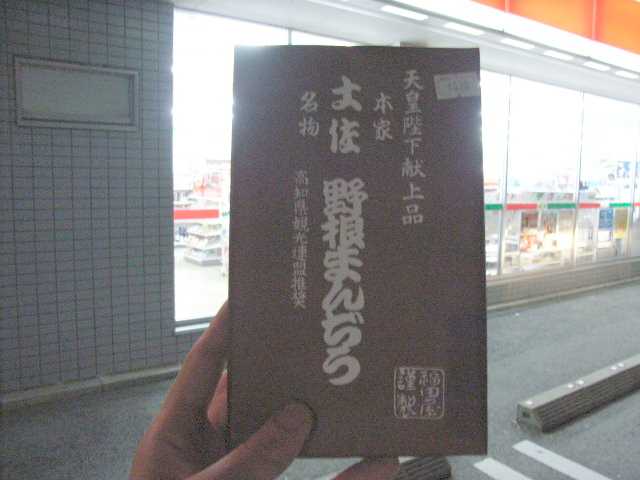 天皇陛下献上品
本家
土佐 野根まんぢう
名物
高知県観光連盟推奨
福田屋
謹製